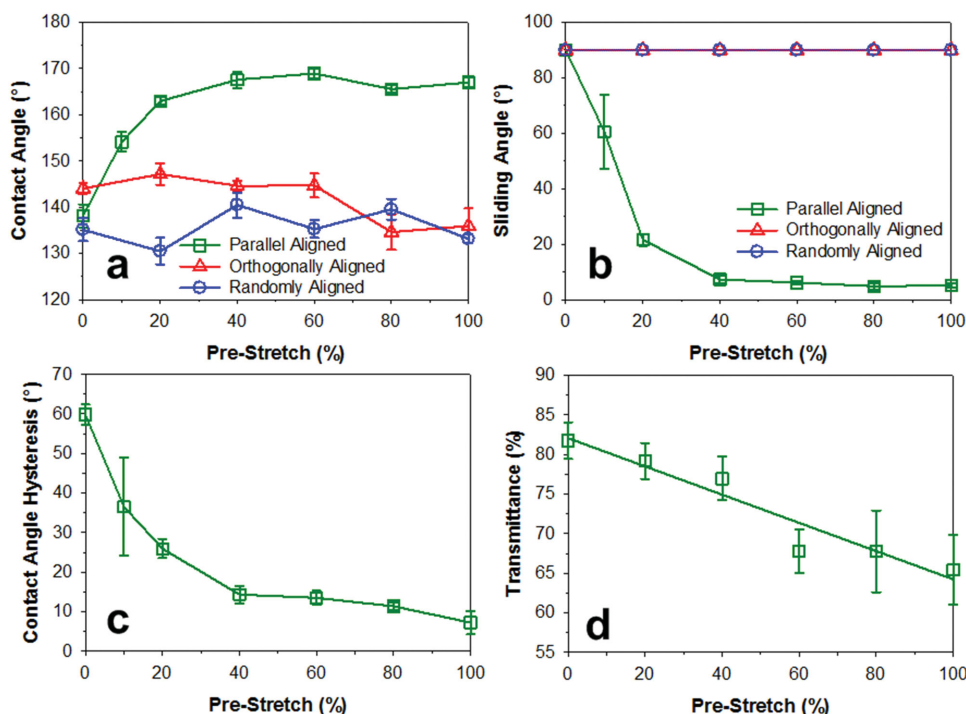 180
170
160
150
140
130
120
Contact Angle (°)
Parallel Aligned
Orthogonally Aligned
Randomly Aligned
a
0 20 40 60 80 100
Pre-Stretch (%)
100
80
60
40
20
0
Sliding Angle (°)
Parallel Aligned
Orthogonally Aligned
Randomly Aligned
b
0 20 40 60 80 100
Pre-Stretch (%)
70
60
50
40
30
20
10
0
Contact Angle Hysteresis (°)
c
0 20 40 60 80 100
Pre-Stretch (%)
90
85
80
75
70
65
60
55
Transmittance (%)
d
0 20 40 60 80 100
Pre-Stretch (%)